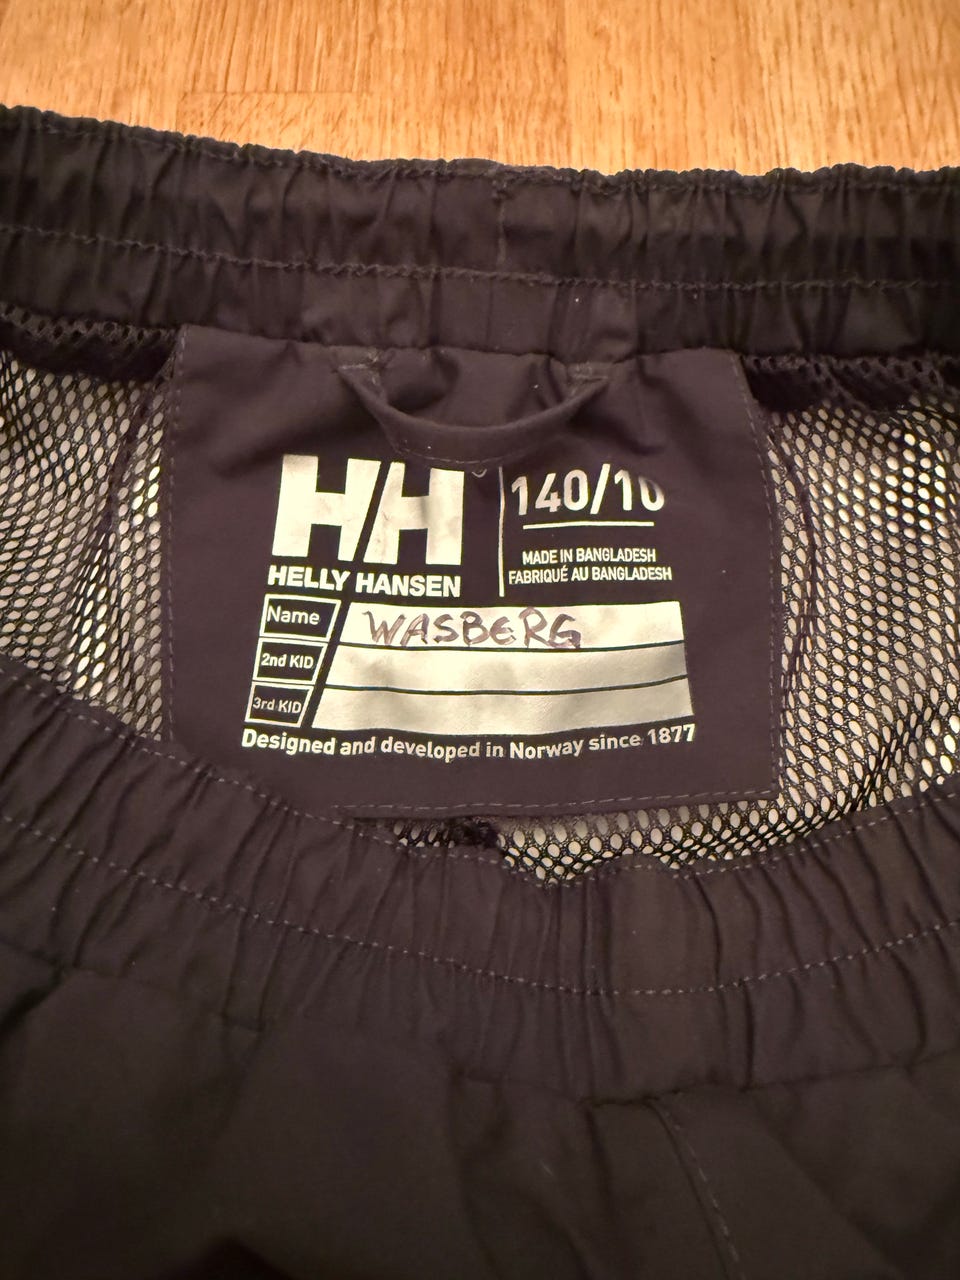 HH
140/10
MADE IN BANGLADESH
FABRIQUÉ AU BANGLADESH
HELLY HANSEN
Name WASBERG
2nd KID
3rd KID
Designed and developed in Norway since 1877